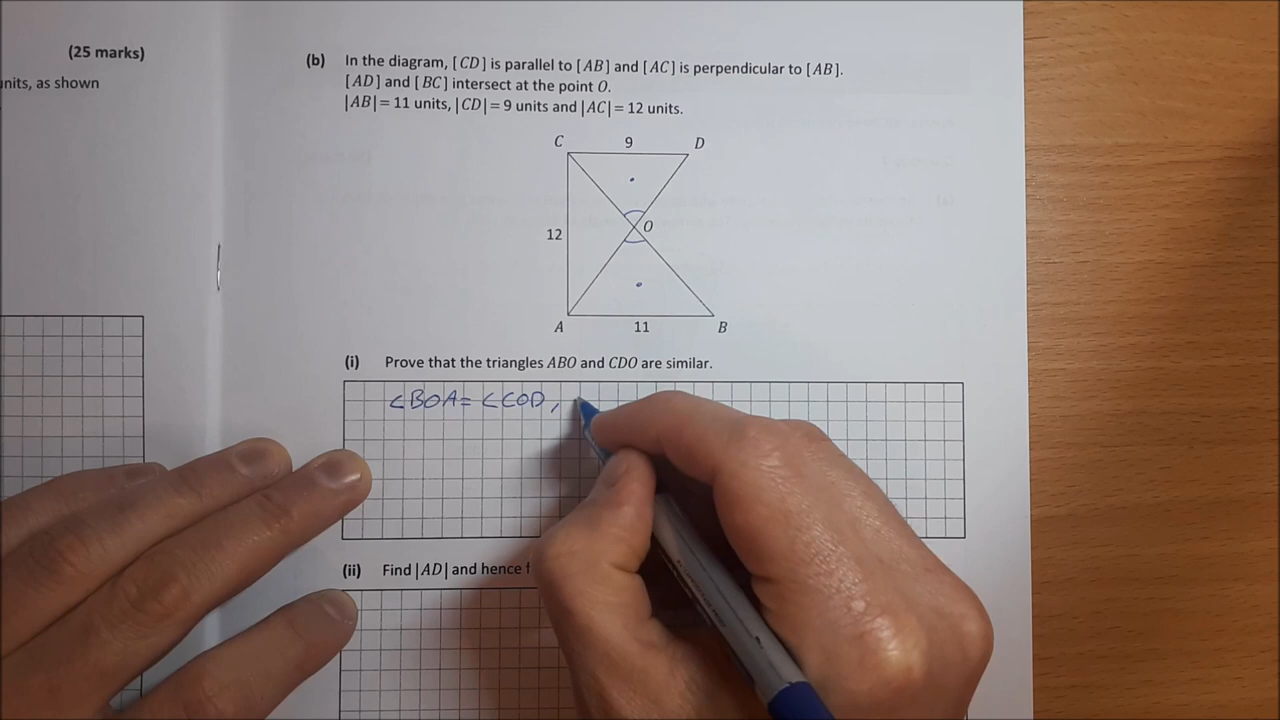 (25 marks)
units, as shown
(b) In the diagram, [CD] is parallel to [AB] and [AC] is perpendicular to [AB].
[AD] and [BC] intersect at the point O.
|AB| = 11 units, |CD| = 9 units and |AC| = 12 units.
C 9 D
12 O
A 11 B
(i) Prove that the triangles ABO and CDO are similar.
∠BOA = ∠COD,
(ii) Find |AD| and hence